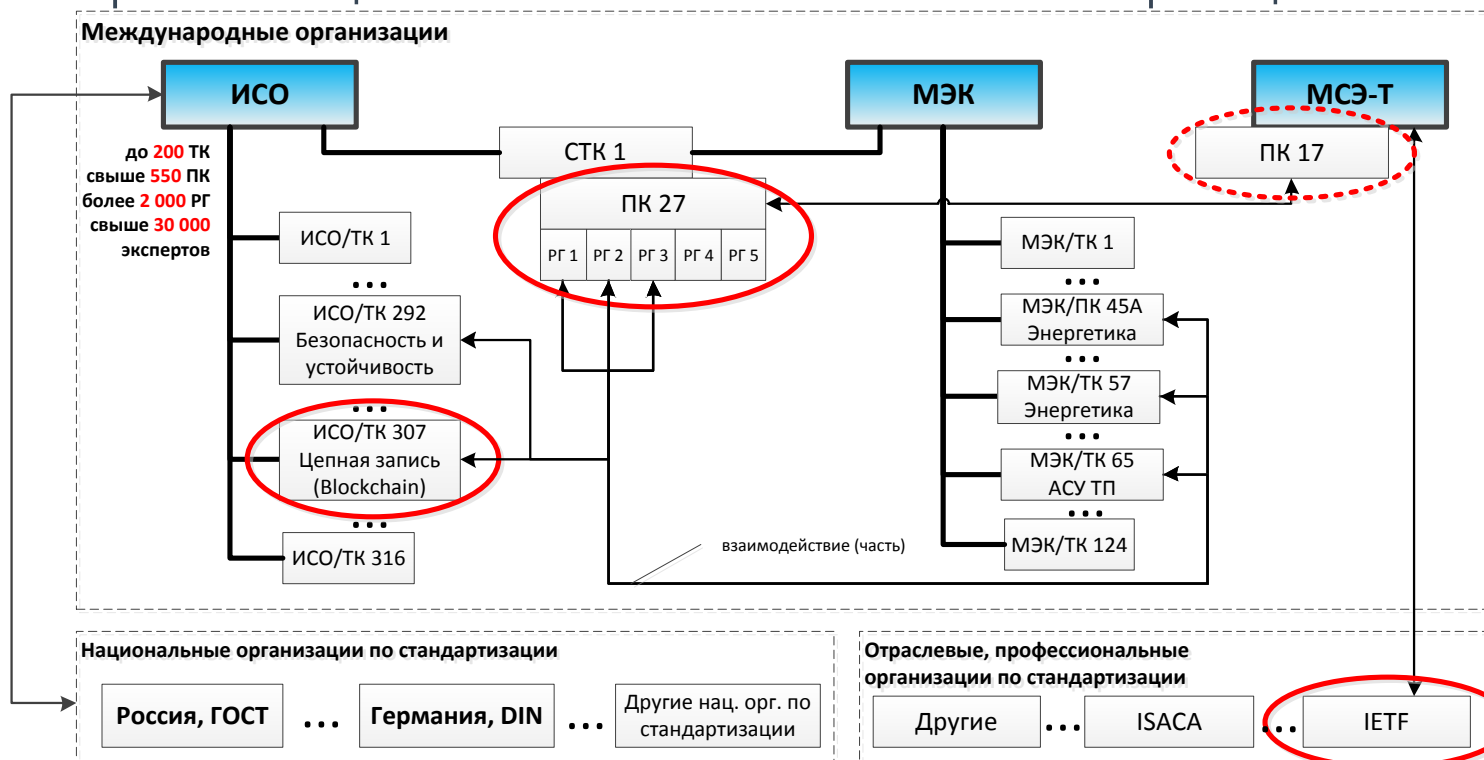 Международные организации
ИСО
МЭК
МСЭ-Т
до 200 ТК
свыше 550 ПК
более 2 000 РГ
свыше 30 000
экспертов
СТК 1
ПК 17
ПК 27
РГ 1
РГ 2
РГ 3
РГ 4
РГ 5
ИСО/ТК 1
...
ИСО/ТК 292
Безопасность и
устойчивость
...
ИСО/ТК 307
Цепная запись
(Blockchain)
...
ИСО/ТК 316
МЭК/ТК 1
...
МЭК/ПК 45А
Энергетика
...
МЭК/ТК 57
Энергетика
...
МЭК/ТК 65
АСУ ТП
...
МЭК/ТК 124
взаимодействие (часть)
Национальные организации по стандартизации
Россия, ГОСТ
...
Германия, DIN
...
Другие нац. орг. по
стандартизации
Отраслевые, профессиональные
организации по стандартизации
Другие
...
ISACA
...
IETF